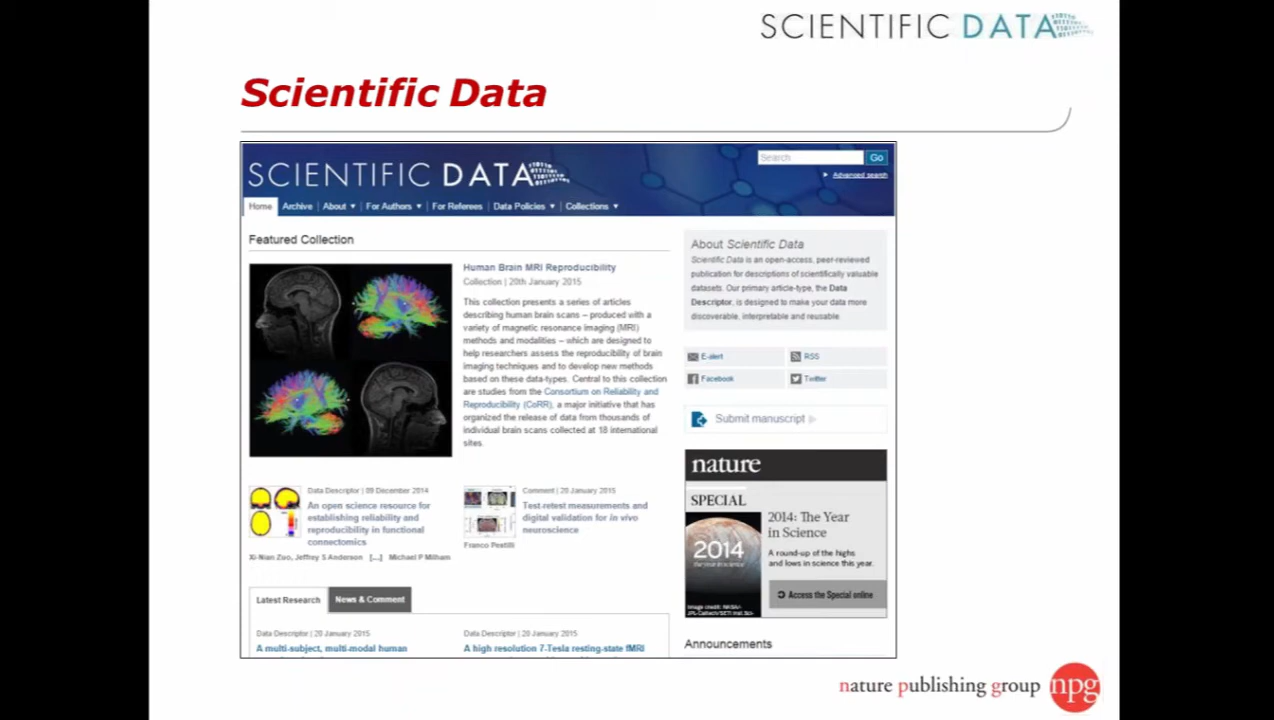 SCIENTIFIC DATA
Scientific Data
SCIENTIFIC DATA
Search
Go
Advanced search
Home
Archive
About
For Authors
For Referees
Data Policies
Collections
Featured Collection
Human Brain MRI Reproducibility
Collection | 20th January 2015
This collection presents a series of articles
describing human brain scans – produced with a
variety of magnetic resonance imaging (MRI)
methods and modalities – which are designed to
help researchers assess the reproducibility of brain
imaging techniques and to develop new methods
based on these data-types. Central to this collection
are studies from the Consortium on Reliability and
Reproducibility (CoRR), a major initiative that has
organized the release of data from thousands of
individual brain scans collected at 18 international
sites.
Data Descriptor | 09 December 2014
An open science resource for
establishing reliability and
reproducibility in functional
connectomics
Xi-Nian Zuo, Jeffrey S Anderson [...] Michael P Milham
Comment | 20 January 2015
Test-retest measurements and
digital validation for in vivo
neuroscience
Franco Pestilli
Latest Research
News & Comment
Data Descriptor | 20 January 2015
A multi-subject, multi-modal human
Data Descriptor | 20 January 2015
A high resolution 7-Tesla resting-state fMRI
About Scientific Data
Scientific Data is an open-access, peer-reviewed
publication for descriptions of scientifically valuable
datasets. Our primary article-type, the Data
Descriptor, is designed to make your data more
discoverable, interpretable and reusable.
E-alert
RSS
Facebook
Twitter
Submit manuscript
nature
SPECIAL
2014
the year in science
2014: The Year
in Science
A round-up of the highs
and lows in science this year.
Access the Special online
Image credit: NASA/
JPL-Caltech/SETI Inst
Announcements
nature publishing group npg